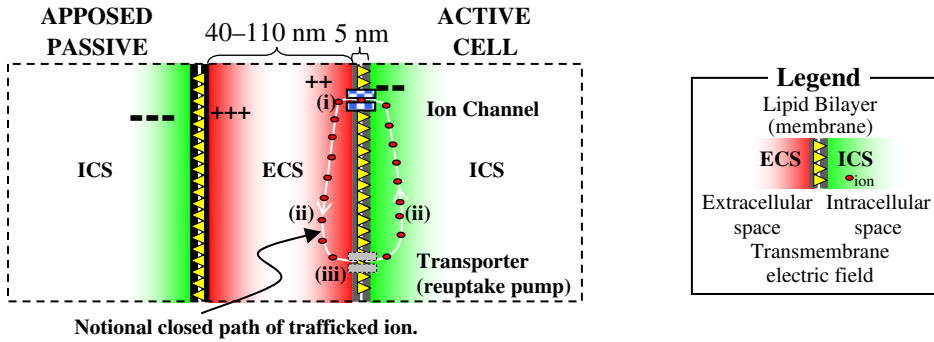 APPOSED
PASSIVE
40–110 nm
5 nm
ACTIVE
CELL
++
+++
(i)
Ion Channel
ICS
ECS
ICS
(ii)
(ii)
(iii)
Transporter
(reuptake pump)
Notional closed path of trafficked ion.
Legend
Lipid Bilayer
(membrane)
ECS
ICS
ion
Extracellular
space
Intracellular
space
Transmembrane
electric field